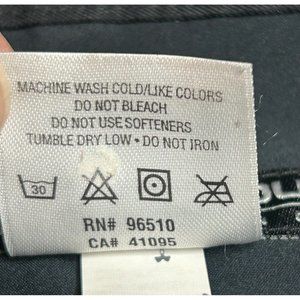 MACHINE WASH COLD/LIKE COLORS
DO NOT BLEACH
DO NOT USE SOFTENERS
TUMBLE DRY LOW • DO NOT IRON
30
RN# 96510
CA# 41095